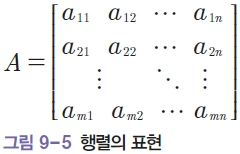 A = [ a₁₁ a₁₂ ⋯ a₁ₙ
a₂₁ a₂₂ ⋯ a₂ₙ
⋮ ⋱ ⋮
aₘ₁ aₘ₂ ⋯ aₘₙ ]
그림 9-5 행렬의 표현